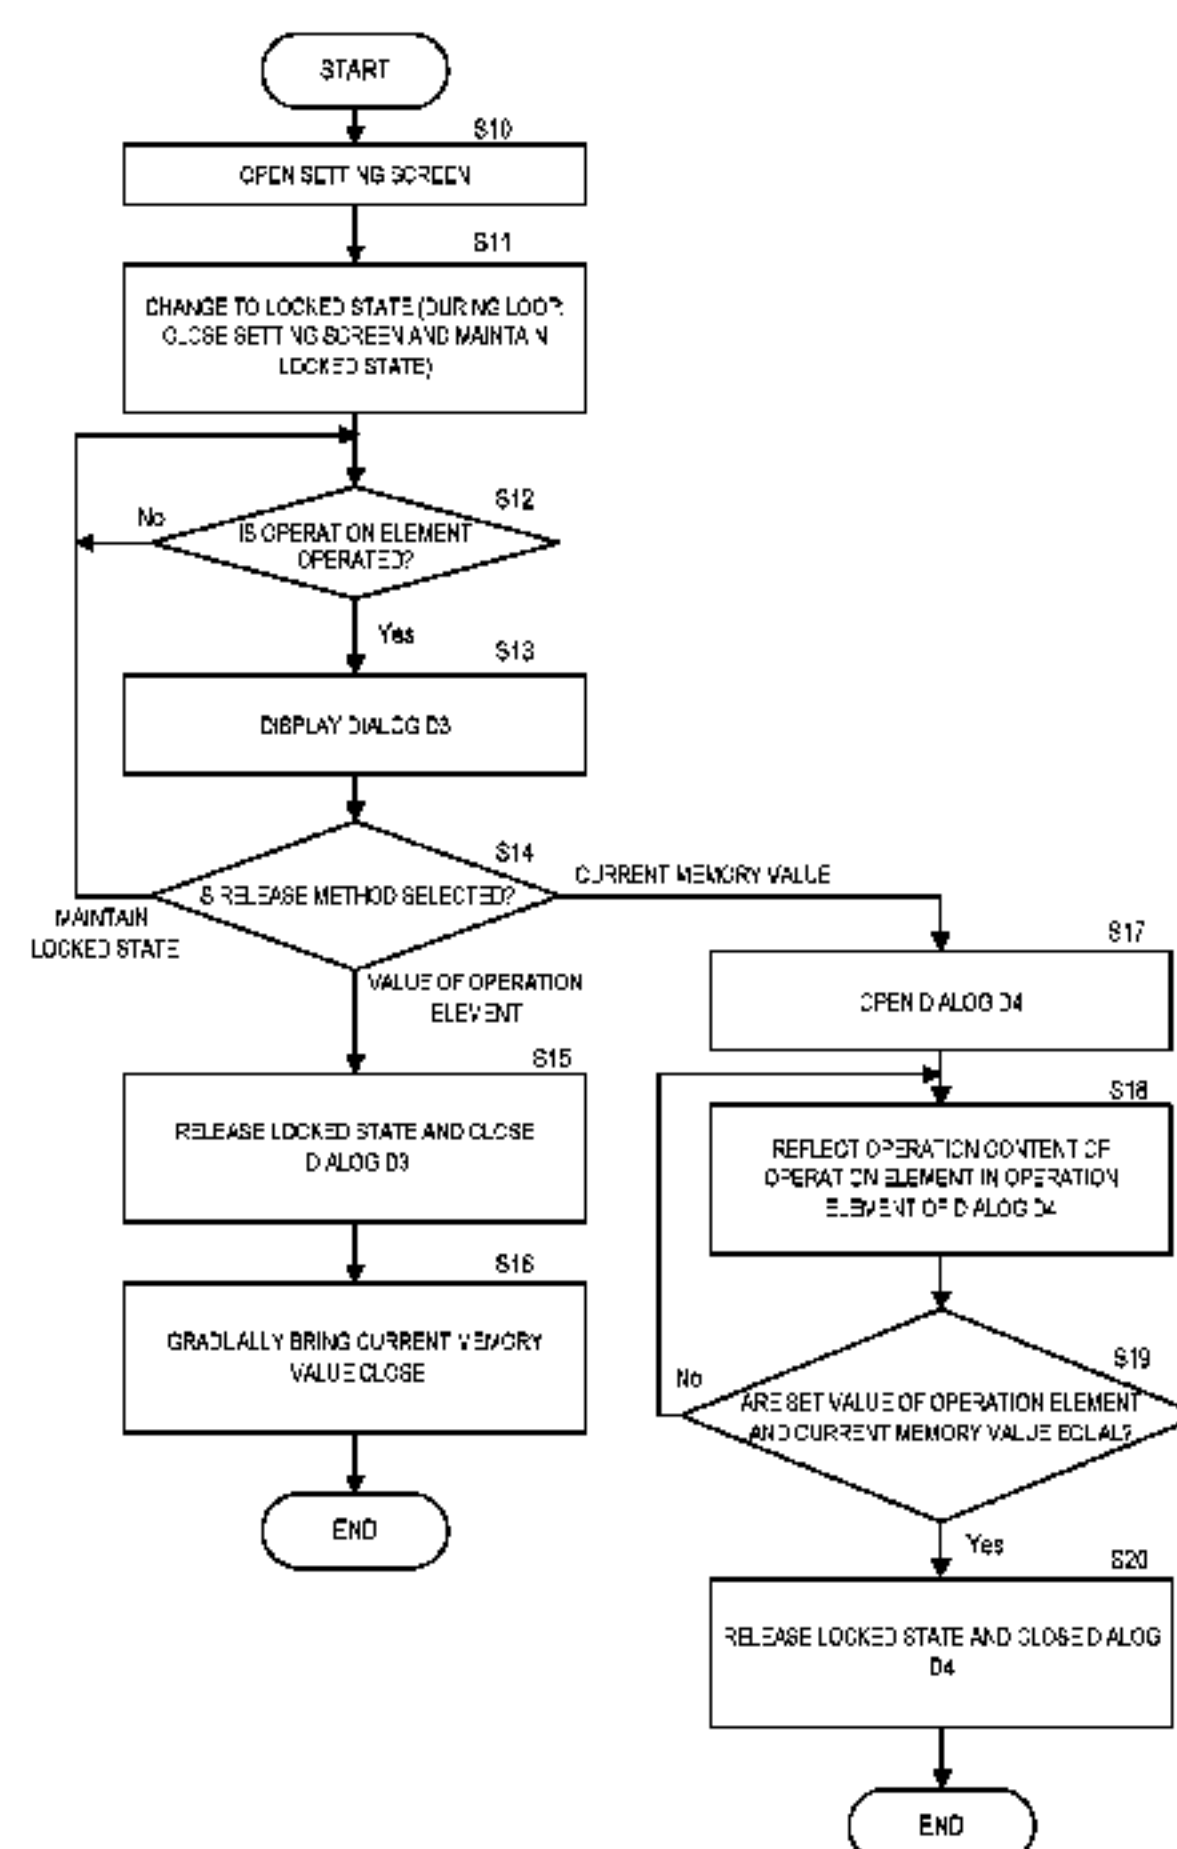 START
S10
OPEN SETTING SCREEN
S11
CHANGE TO LOCKED STATE (DURING LOOP,
CLOSE SETTING SCREEN AND MAINTAIN
LOCKED STATE)
S12
No
IS OPERATION ELEMENT
OPERATED?
Yes
S13
DISPLAY DIALOG D3
S14
IS RELEASE METHOD SELECTED?
CURRENT MEMORY VALUE
MAINTAIN
LOCKED STATE
VALUE OF OPERATION
ELEMENT
S15
RELEASE LOCKED STATE AND CLOSE
DIALOG D3
S16
GRADUALLY BRING CURRENT MEMORY
VALUE CLOSE
END
S17
OPEN DIALOG D4
S18
REFLECT OPERATION CONTENT OF
OPERATION ELEMENT IN OPERATION
ELEMENT OF DIALOG D4
S19
No
ARE SET VALUE OF OPERATION ELEMENT
AND CURRENT MEMORY VALUE EQUAL?
Yes
S20
RELEASE LOCKED STATE AND CLOSE DIALOG
D4
END